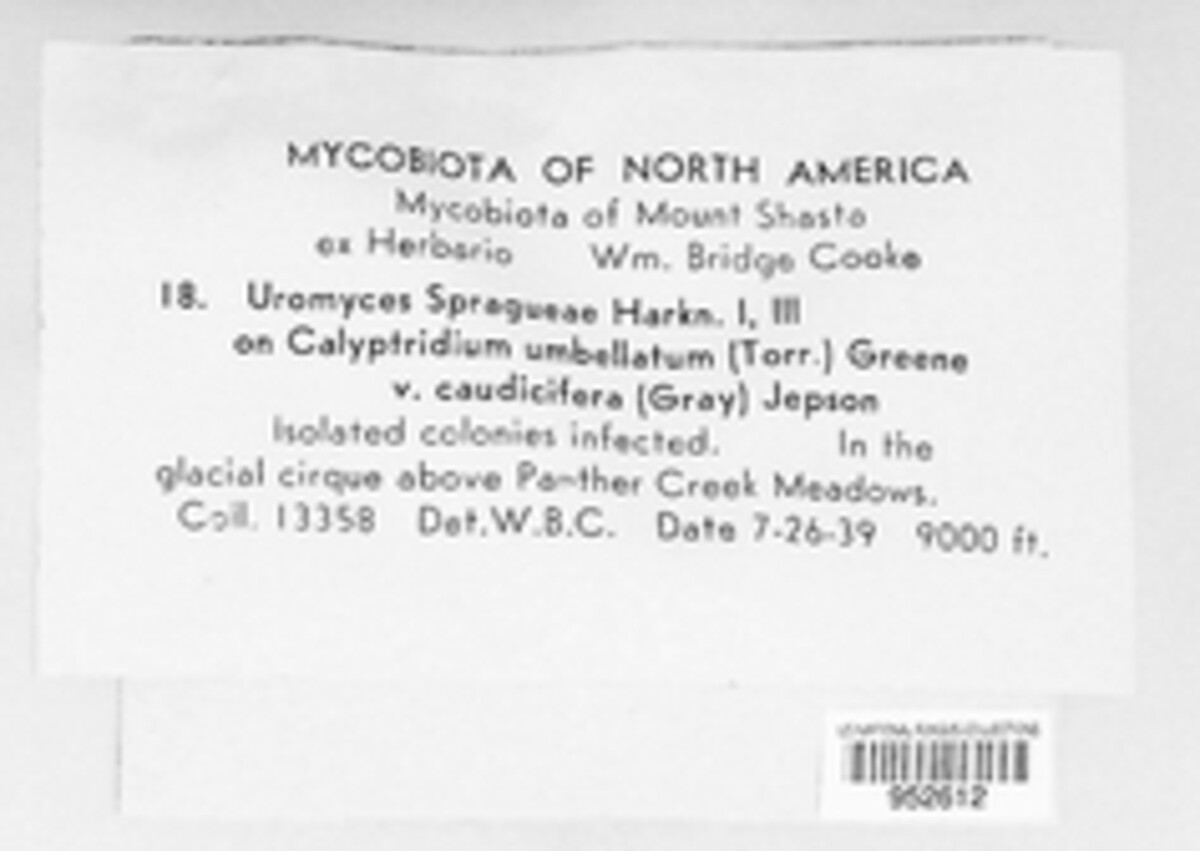 MYCOBIOTA OF NORTH AMERICA
Mycobiota of Mount Shasta
ex Herbario Wm. Bridge Cooke
18. Uromyces Spragueae Harkn. I, III
on Calyptridium umbellatum (Torr.) Greene
v. caudicifera (Gray) Jepson
Isolated colonies infected. In the
glacial cirque above Panther Creek Meadows.
Coll. 13358 Det. W.B.C. Date 7-26-39 9000 ft.
952612